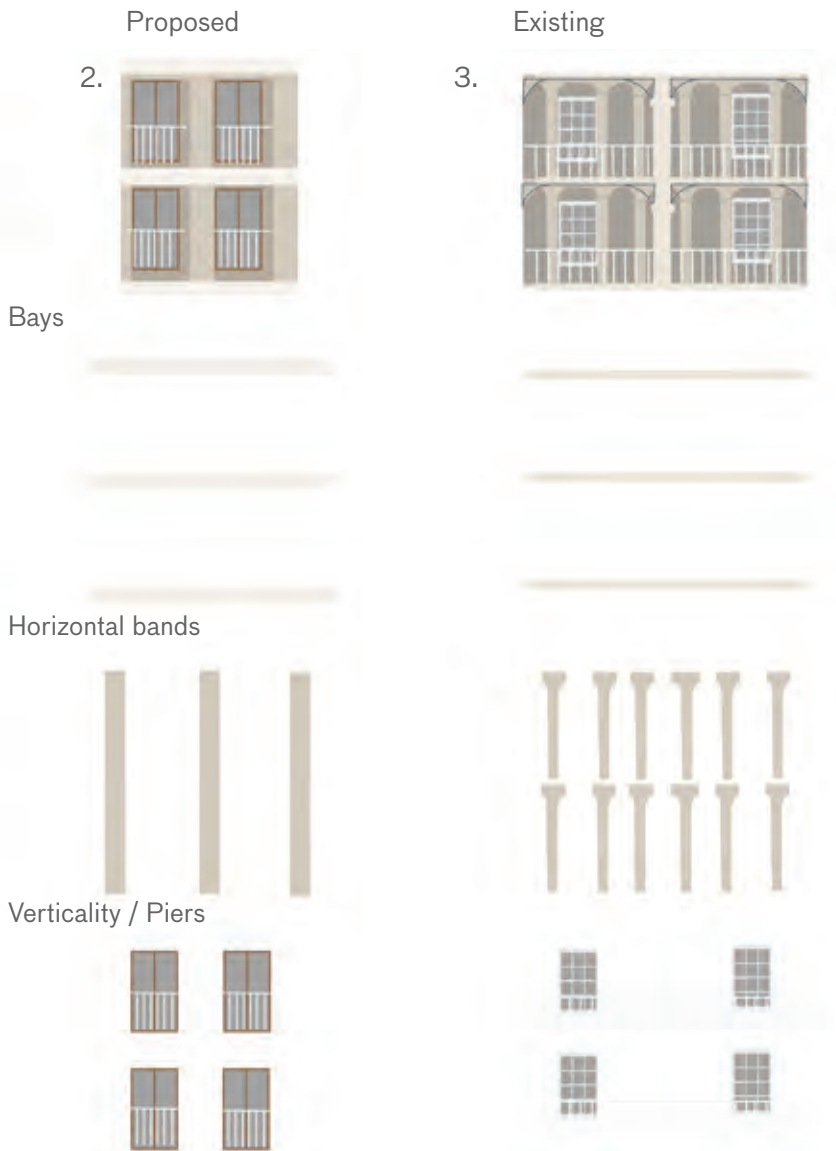 Proposed
Existing
2.
3.
Bays
Horizontal bands
Verticality / Piers